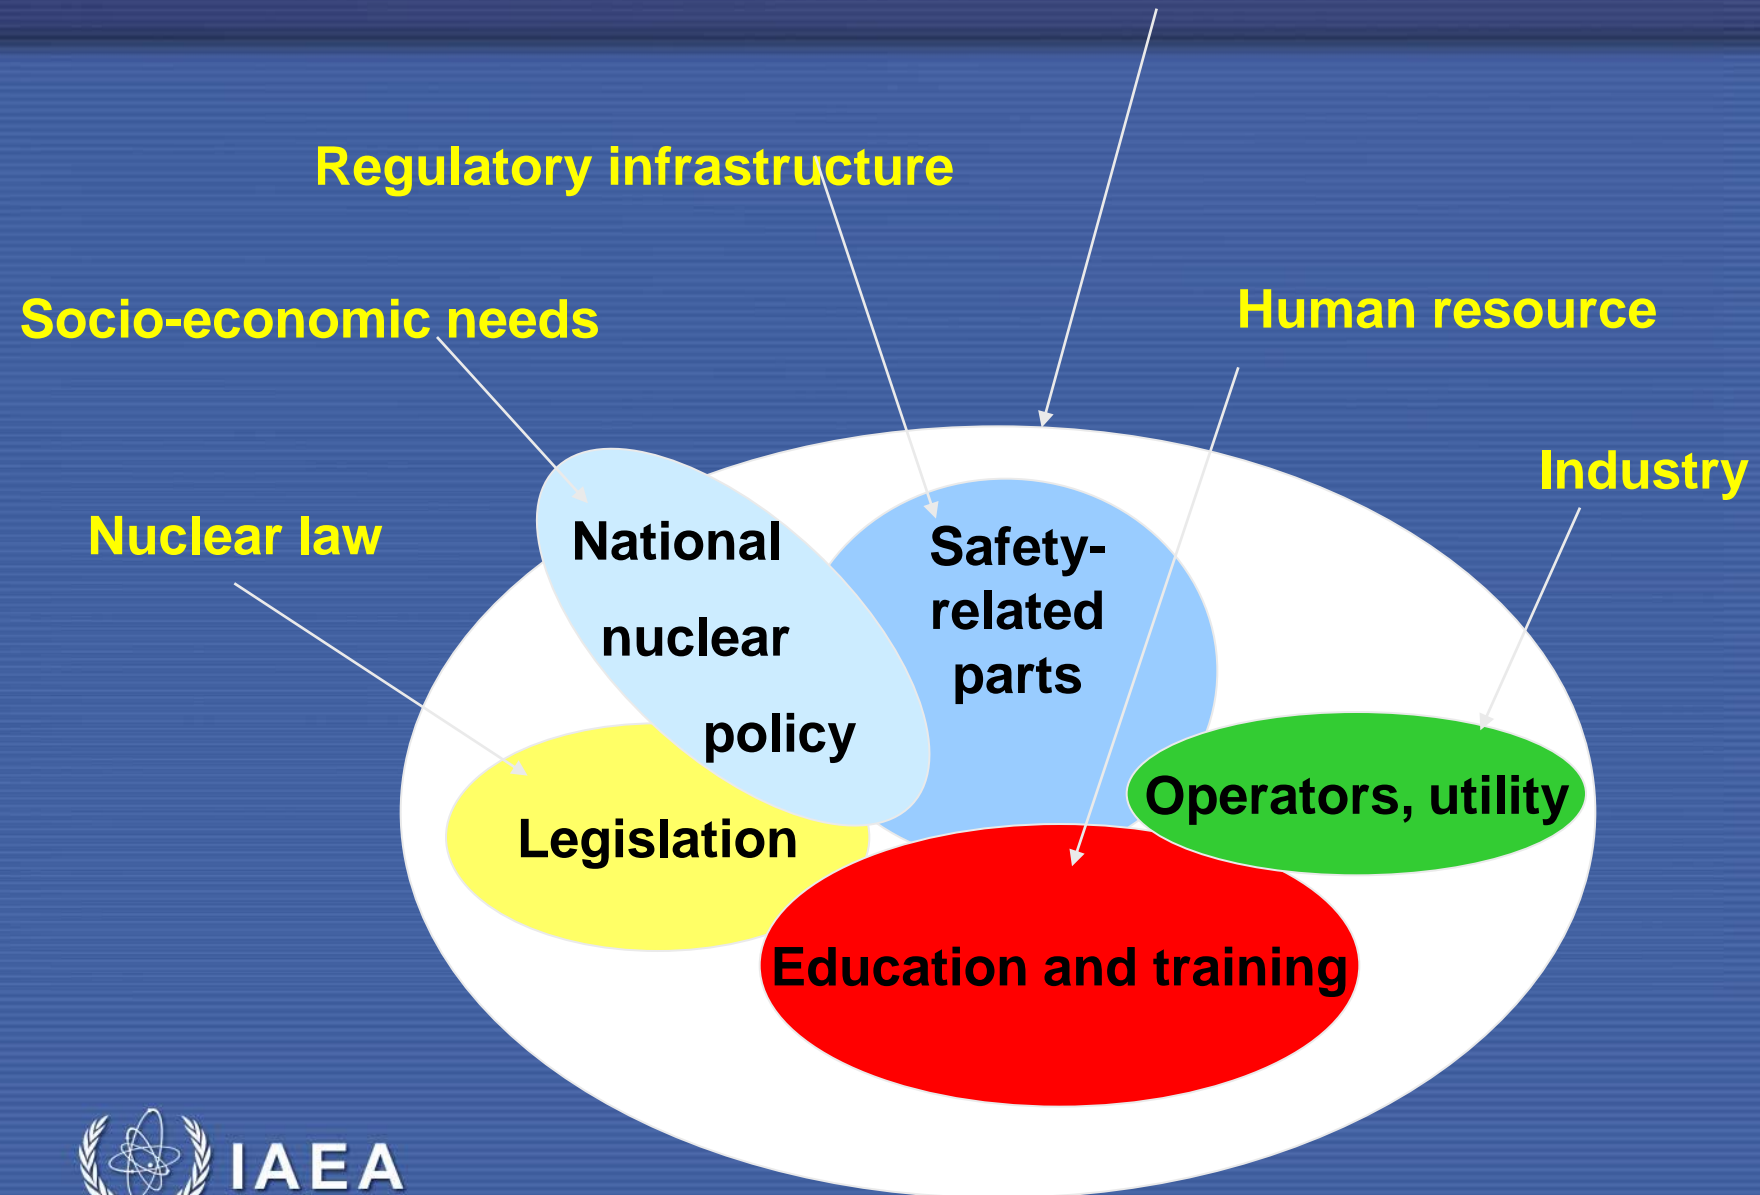 Regulatory infrastructure
Socio-economic needs
Human resource
Industry
Nuclear law
National
nuclear
policy
Safety-
related
parts
Operators, utility
Legislation
Education and training
IAEA